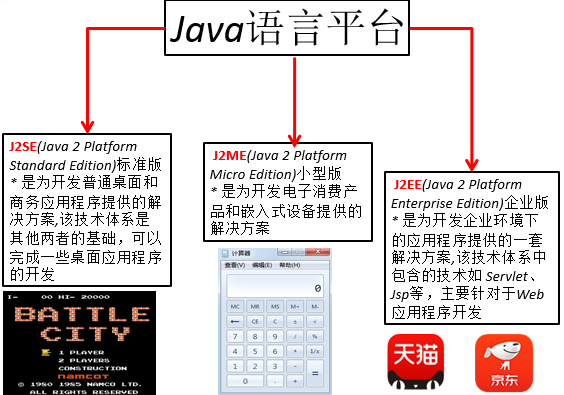 Java语言平台
J2SE(Java 2 Platform
Standard Edition)标准版
* 是为开发普通桌面和
商务应用程序提供的解
决方案,该技术体系是
其他两者的基础，可以
完成一些桌面应用程序
的开发
J2ME(Java 2 Platform
Micro Edition)小型版
* 是为开发电子消费产
品和嵌入式设备提供的
解决方案
J2EE(Java 2 Platform
Enterprise Edition)企业版
* 是为开发企业环境下
的应用程序提供的一套
解决方案,该技术体系中
包含的技术如 Servlet、
Jsp等，主要针对于Web
应用程序开发
I- 00 HI- 20000
BATTLE
CITY
1 PLAYER
2 PLAYERS
CONSTRUCTION
namcot
© 1980 1985 NAMCO LTD.
ALL RIGHTS RESERVED
计算器
查看(V) 编辑(E) 帮助(H)
0
MC MR MS M+ M-
← CE C ± √
7 8 9 / %
4 5 6 * 1/x
1 2 3 - =
0 . +
天猫
京东